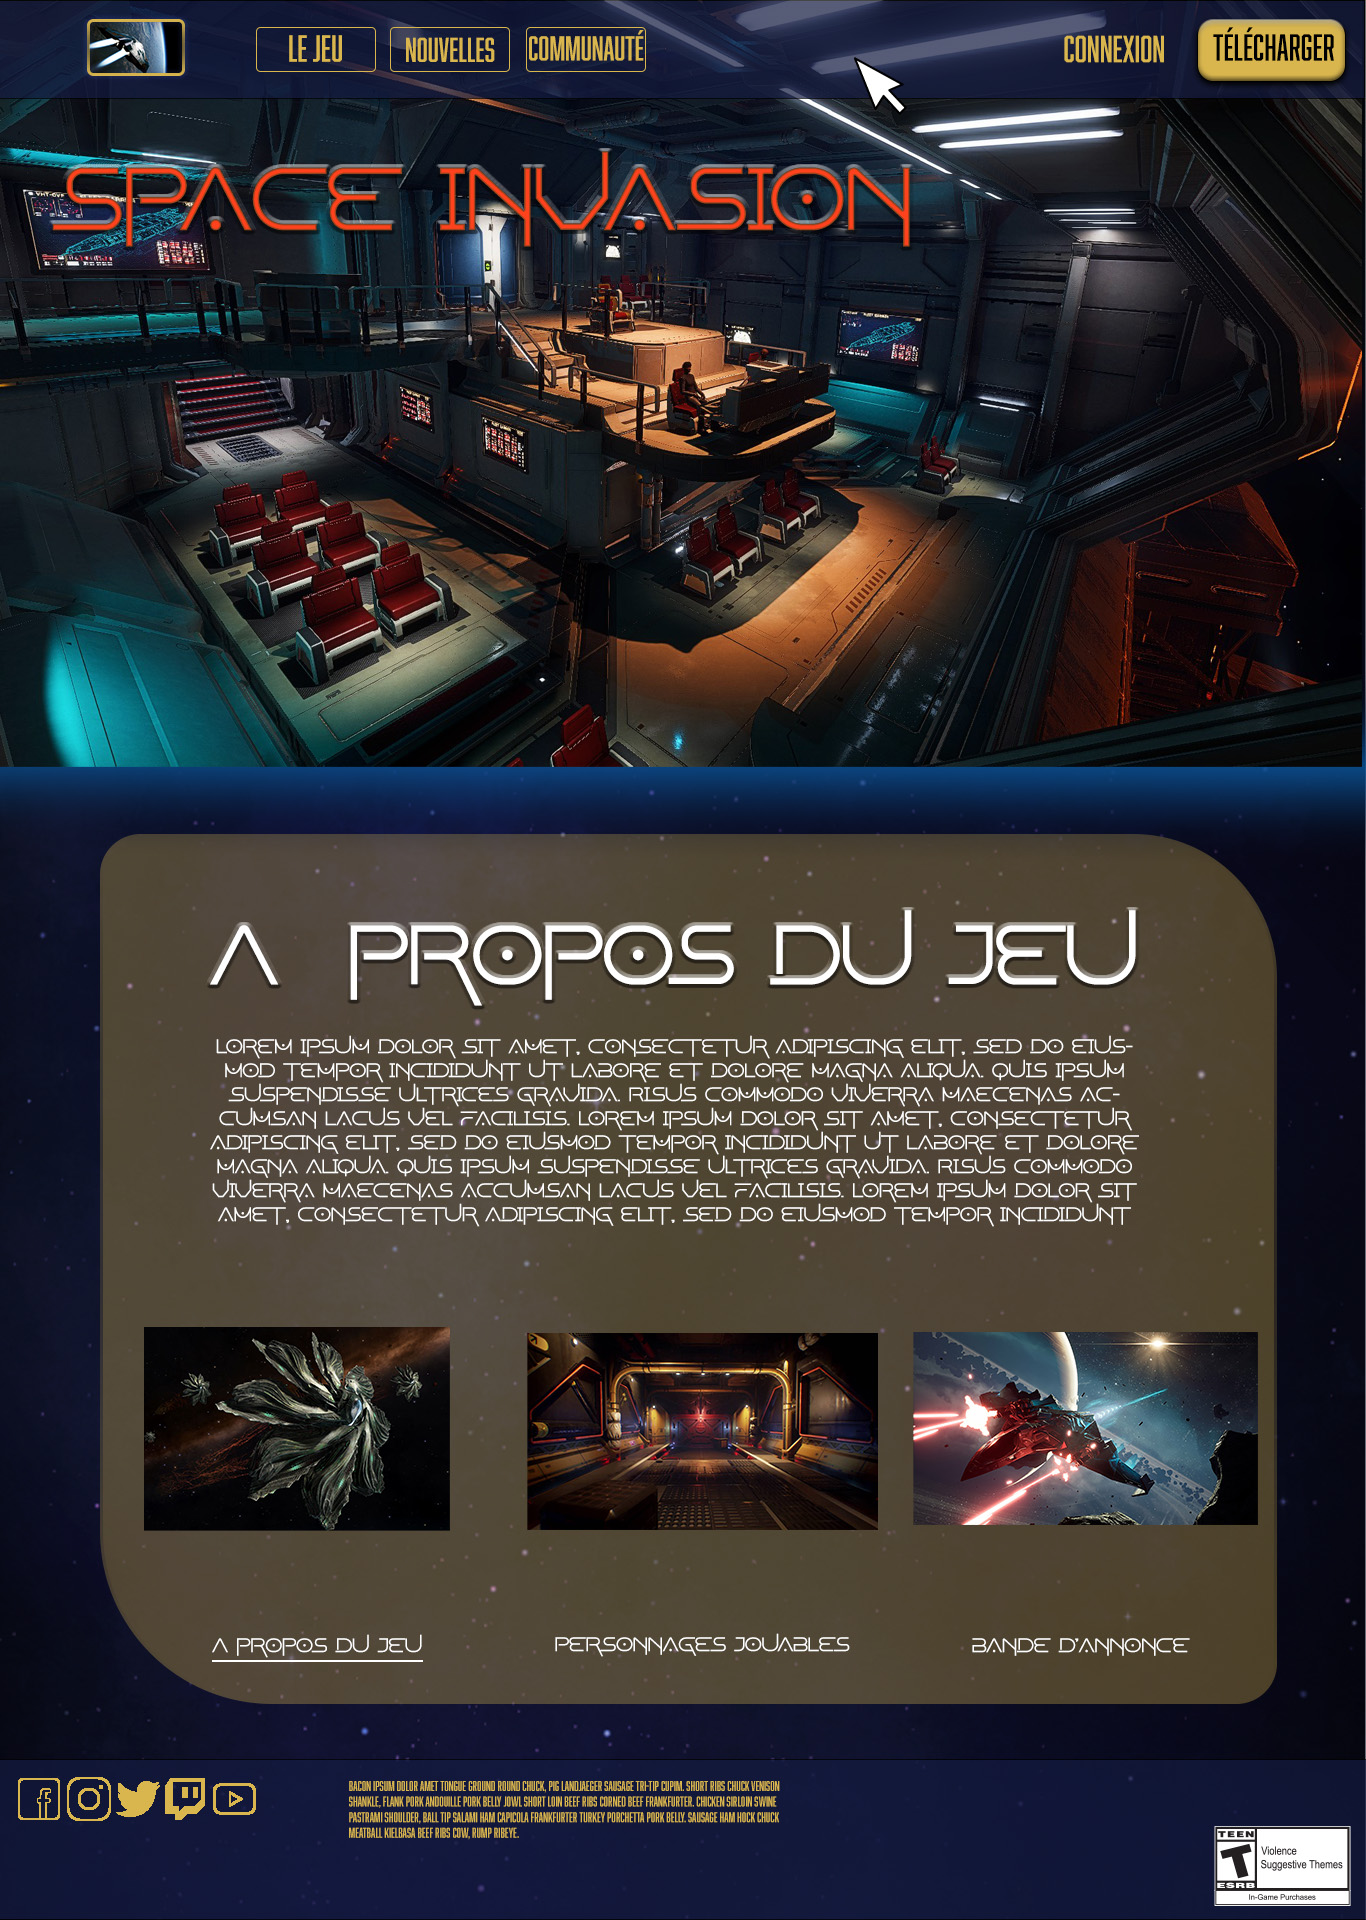 LE JEU
NOUVELLES
COMMUNAUTÉ
CONNEXION
TÉLÉCHARGER
SPACE INVASION
A PROPOS DU JEU
LOREM IPSUM DOLOR SIT AMET, CONSECTETUR ADIPISCING ELIT, SED DO EIUS-
MOD TEMPOR INCIDIDUNT UT LABORE ET DOLORE MAGNA ALIQUA. QUIS IPSUM
SUSPENDISSE ULTRICES GRAVIDA. RISUS COMMODO VIVERRA MAECENAS AC-
CUMSAN LACUS VEL FACILISIS. LOREM IPSUM DOLOR SIT AMET, CONSECTETUR
ADIPISCING ELIT, SED DO EIUSMOD TEMPOR INCIDIDUNT UT LABORE ET DOLORE
MAGNA ALIQUA. QUIS IPSUM SUSPENDISSE ULTRICES GRAVIDA. RISUS COMMODO
VIVERRA MAECENAS ACCUMSAN LACUS VEL FACILISIS. LOREM IPSUM DOLOR SIT
AMET, CONSECTETUR ADIPISCING ELIT, SED DO EIUSMOD TEMPOR INCIDIDUNT
A PROPOS DU JEU
PERSONNAGES JOUABLES
BANDE D'ANNONCE
BACON IPSUM DOLOR AMET TONGUE GROUND ROUND CHUCK, PIG LANDJAEGER SAUSAGE TRI-TIP CUPIM. SHORT RIBS CHUCK VENISON
SHANKLE, FLANK PORK ANDOUILLE PORK BELLY JOWL SHORT LOIN BEEF RIBS CORNED BEEF FRANKFURTER. CHICKEN SIRLOIN SWINE
PASTRAMI SHOULDER, BALL TIP SALAMI HAM CAPICOLA FRANKFURTER TURKEY PORCHETTA PORK BELLY. SAUSAGE HAM HOCK CHUCK
MEATBALL KIELBASA BEEF RIBS COW, RUMP RIBEYE.
TEEN
T
ESRB
Violence
Suggestive Themes
In-Game Purchases